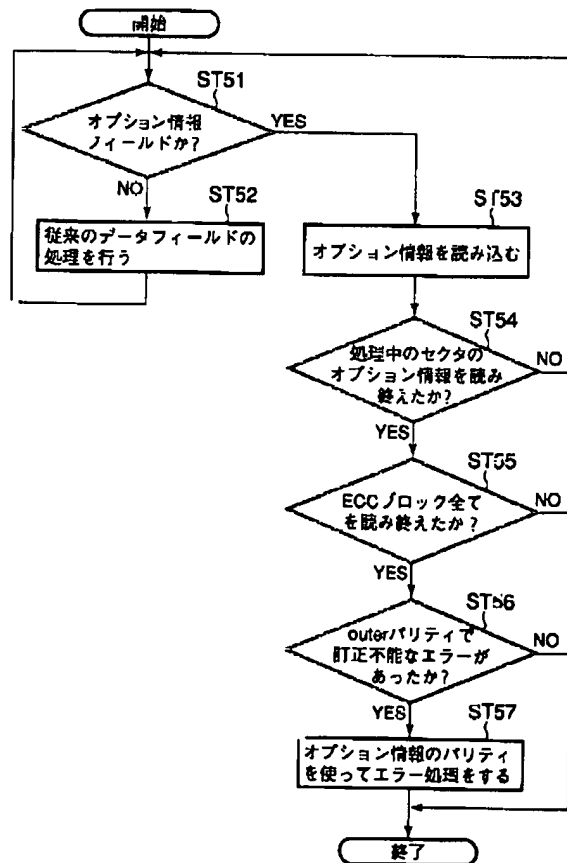 開始
ST51
オプション情報
フィールドか?
YES
NO
ST52
従来のデータフィールドの
処理を行う
ST53
オプション情報を読み込む
ST54
処理中のセクタの
オプション情報を読み
終えたか?
NO
YES
ST55
ECCブロック全て
を読み終えたか?
NO
YES
ST56
outerパリティで
訂正不能なエラーが
あったか?
NO
YES
ST57
オプション情報のパリティ
を使ってエラー処理をする
終了